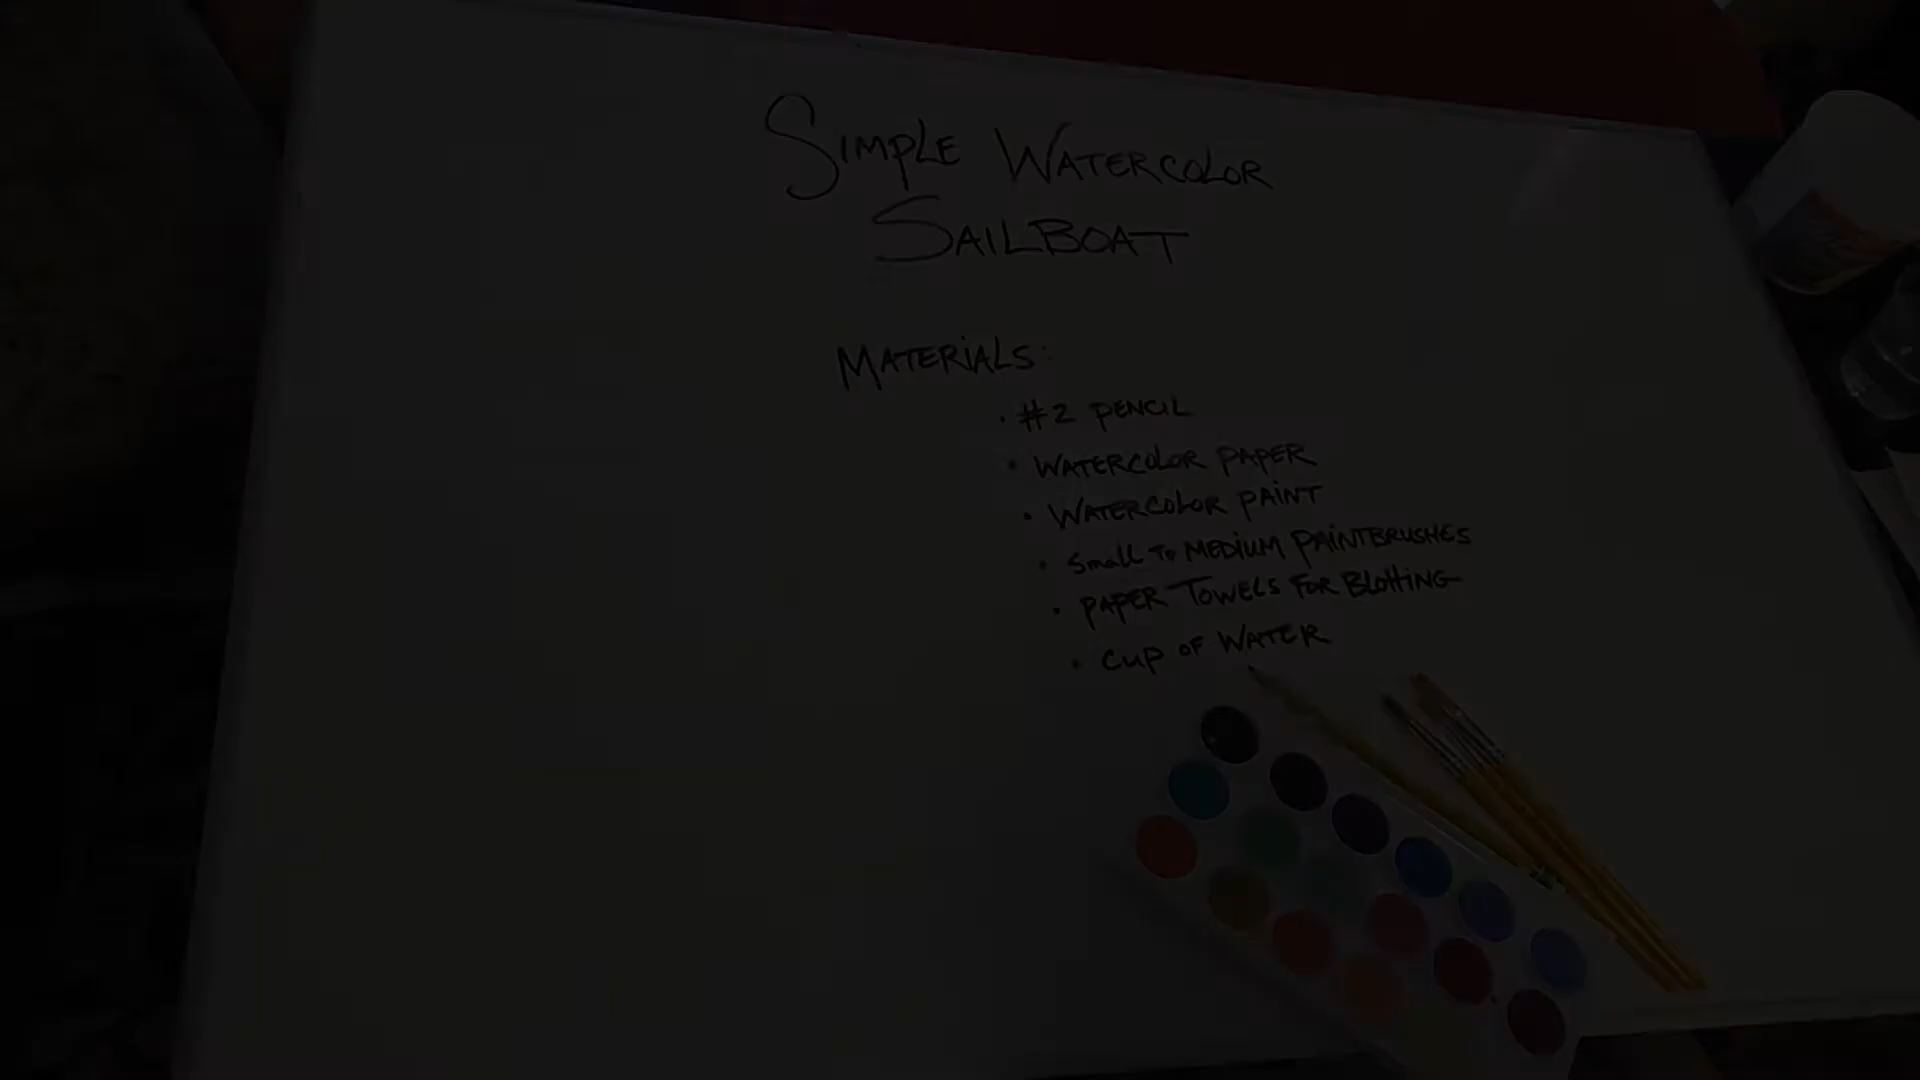 SIMPLE WATERCOLOR
SAILBOAT
MATERIALS:
• #2 PENCIL
• WATERCOLOR PAPER
• WATERCOLOR PAINT
• Small To MEDIUM PAINTBRUSHES
• PAPER TOWELS FOR BLOTTING
• CUP OF WATER